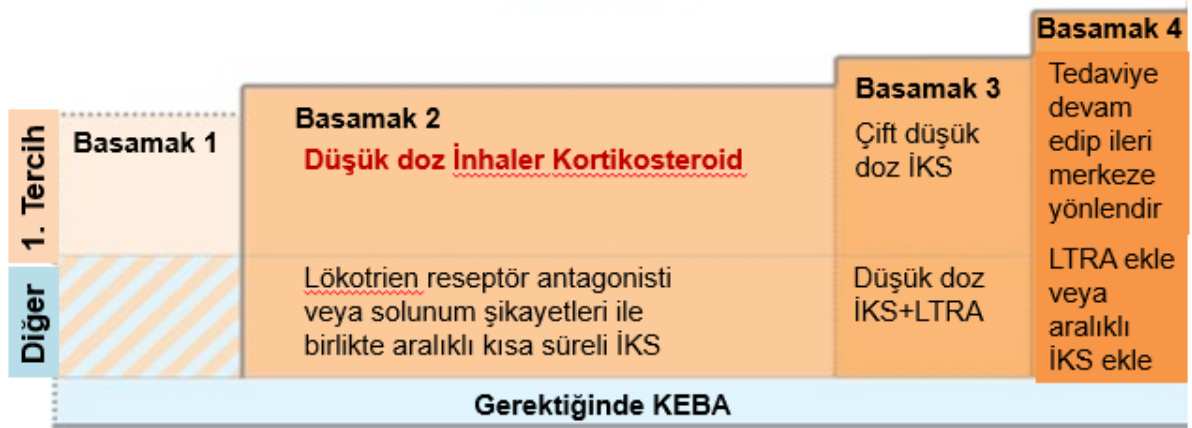 1. Tercih
Basamak 1
Basamak 2
Düşük doz İnhaler Kortikosteroid
Basamak 3
Çift düşük
doz İKS
Basamak 4
Tedaviye
devam
edip ileri
merkeze
yönlendir
Diğer
Lökotrien reseptör antagonisti
veya solunum şikayetleri ile
birlikte aralıklı kısa süreli İKS
Düşük doz
İKS+LTRA
LTRA ekle
veya
aralıklı
İKS ekle
Gerektiğinde KEBA